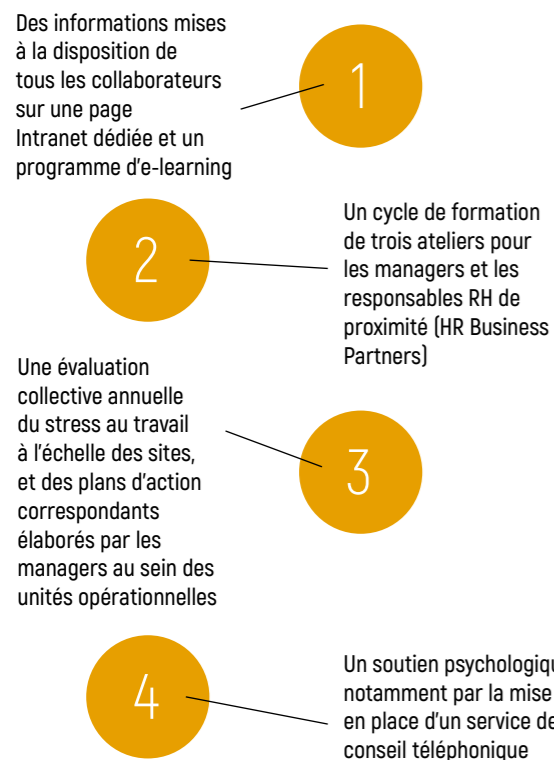 Des informations mises
à la disposition de
tous les collaborateurs
sur une page
Intranet dédiée et un
programme d'e-learning
1
2
Un cycle de formation
de trois ateliers pour
les managers et les
responsables RH de
proximité (HR Business
Partners)
Une évaluation
collective annuelle
du stress au travail
à l'échelle des sites,
et des plans d'action
correspondants
élaborés par les
managers au sein des
unités opérationnelles
3
4
Un soutien psychologiqu
notamment par la mise
en place d'un service de
conseil téléphonique